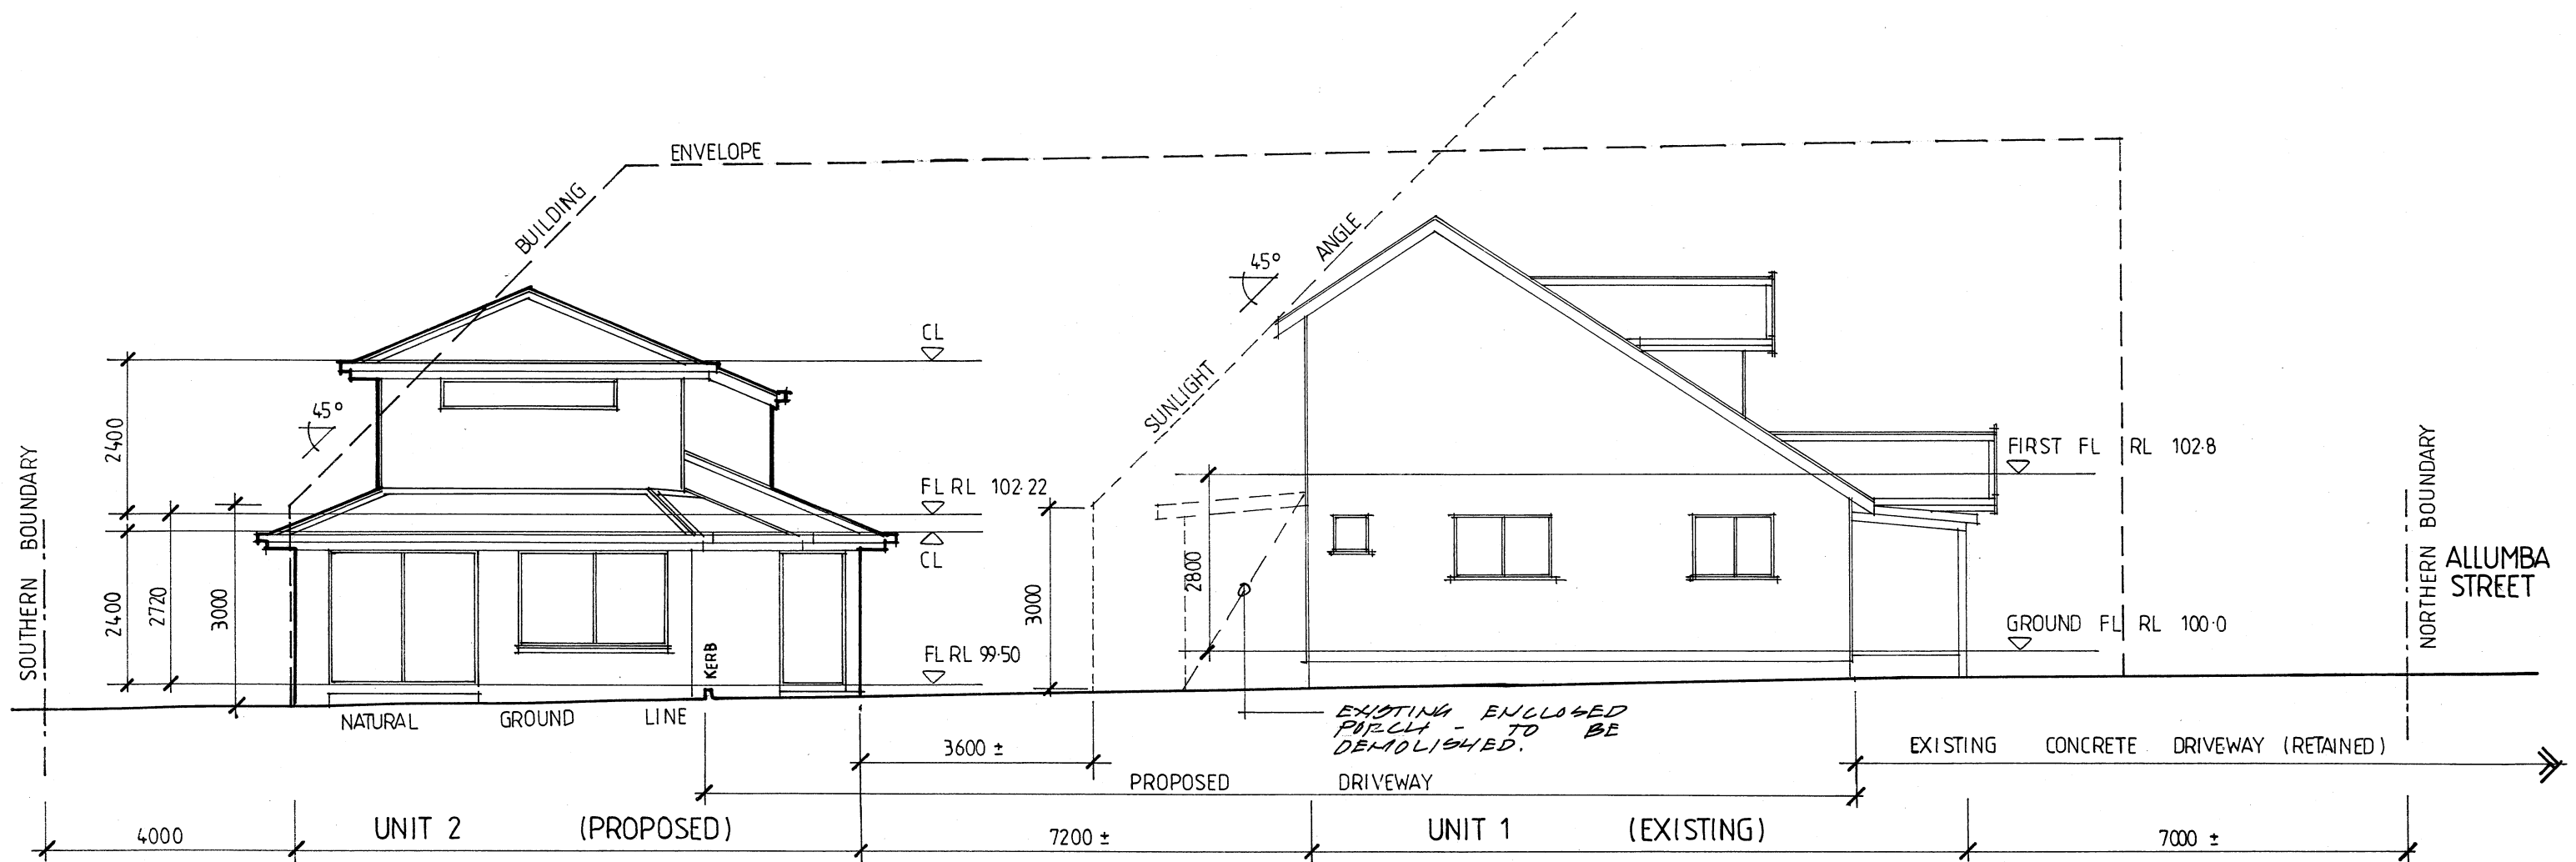 ENVELOPE
BUILDING
SUNLIGHT ANGLE
45°
45°
CL
FL RL 102·22
CL
FL RL 99·50
FIRST FL RL 102·8
GROUND FL RL 100·0
SOUTHERN BOUNDARY
2400
2400
2720
3000
KERB
3000
2800
NORTHERN BOUNDARY
ALLUMBA
STREET
NATURAL GROUND LINE
EXISTING ENCLOSED
PORCH - TO BE
DEMOLISHED.
3600 ±
EXISTING CONCRETE DRIVEWAY (RETAINED)
PROPOSED DRIVEWAY
4000
UNIT 2 (PROPOSED)
7200 ±
UNIT 1 (EXISTING)
7000 ±